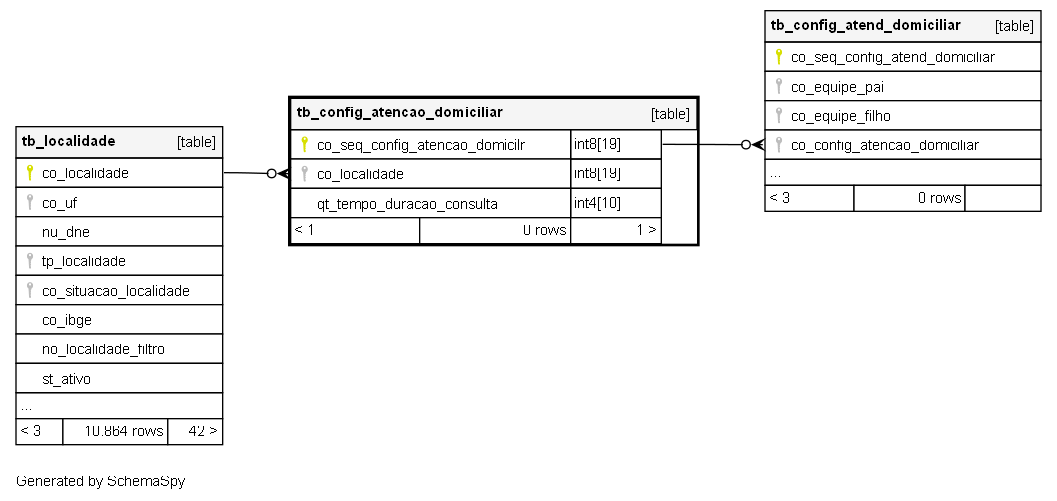 tb_config_atend_domiciliar [table]
co_seq_config_atend_domiciliar
co_equipe_pai
co_equipe_filho
co_config_atencao_domiciliar
...
< 3 0 rows
tb_config_atencao_domiciliar [table]
co_seq_config_atencao_domicilr int8[19]
co_localidade int8[19]
qt_tempo_duracao_consulta int4[10]
< 1 0 rows 1 >
tb_localidade [table]
co_localidade
co_uf
nu_dne
tp_localidade
co_situacao_localidade
co_ibge
no_localidade_filtro
st_ativo
...
< 3 10.864 rows 42 >
Generated by SchemaSpy